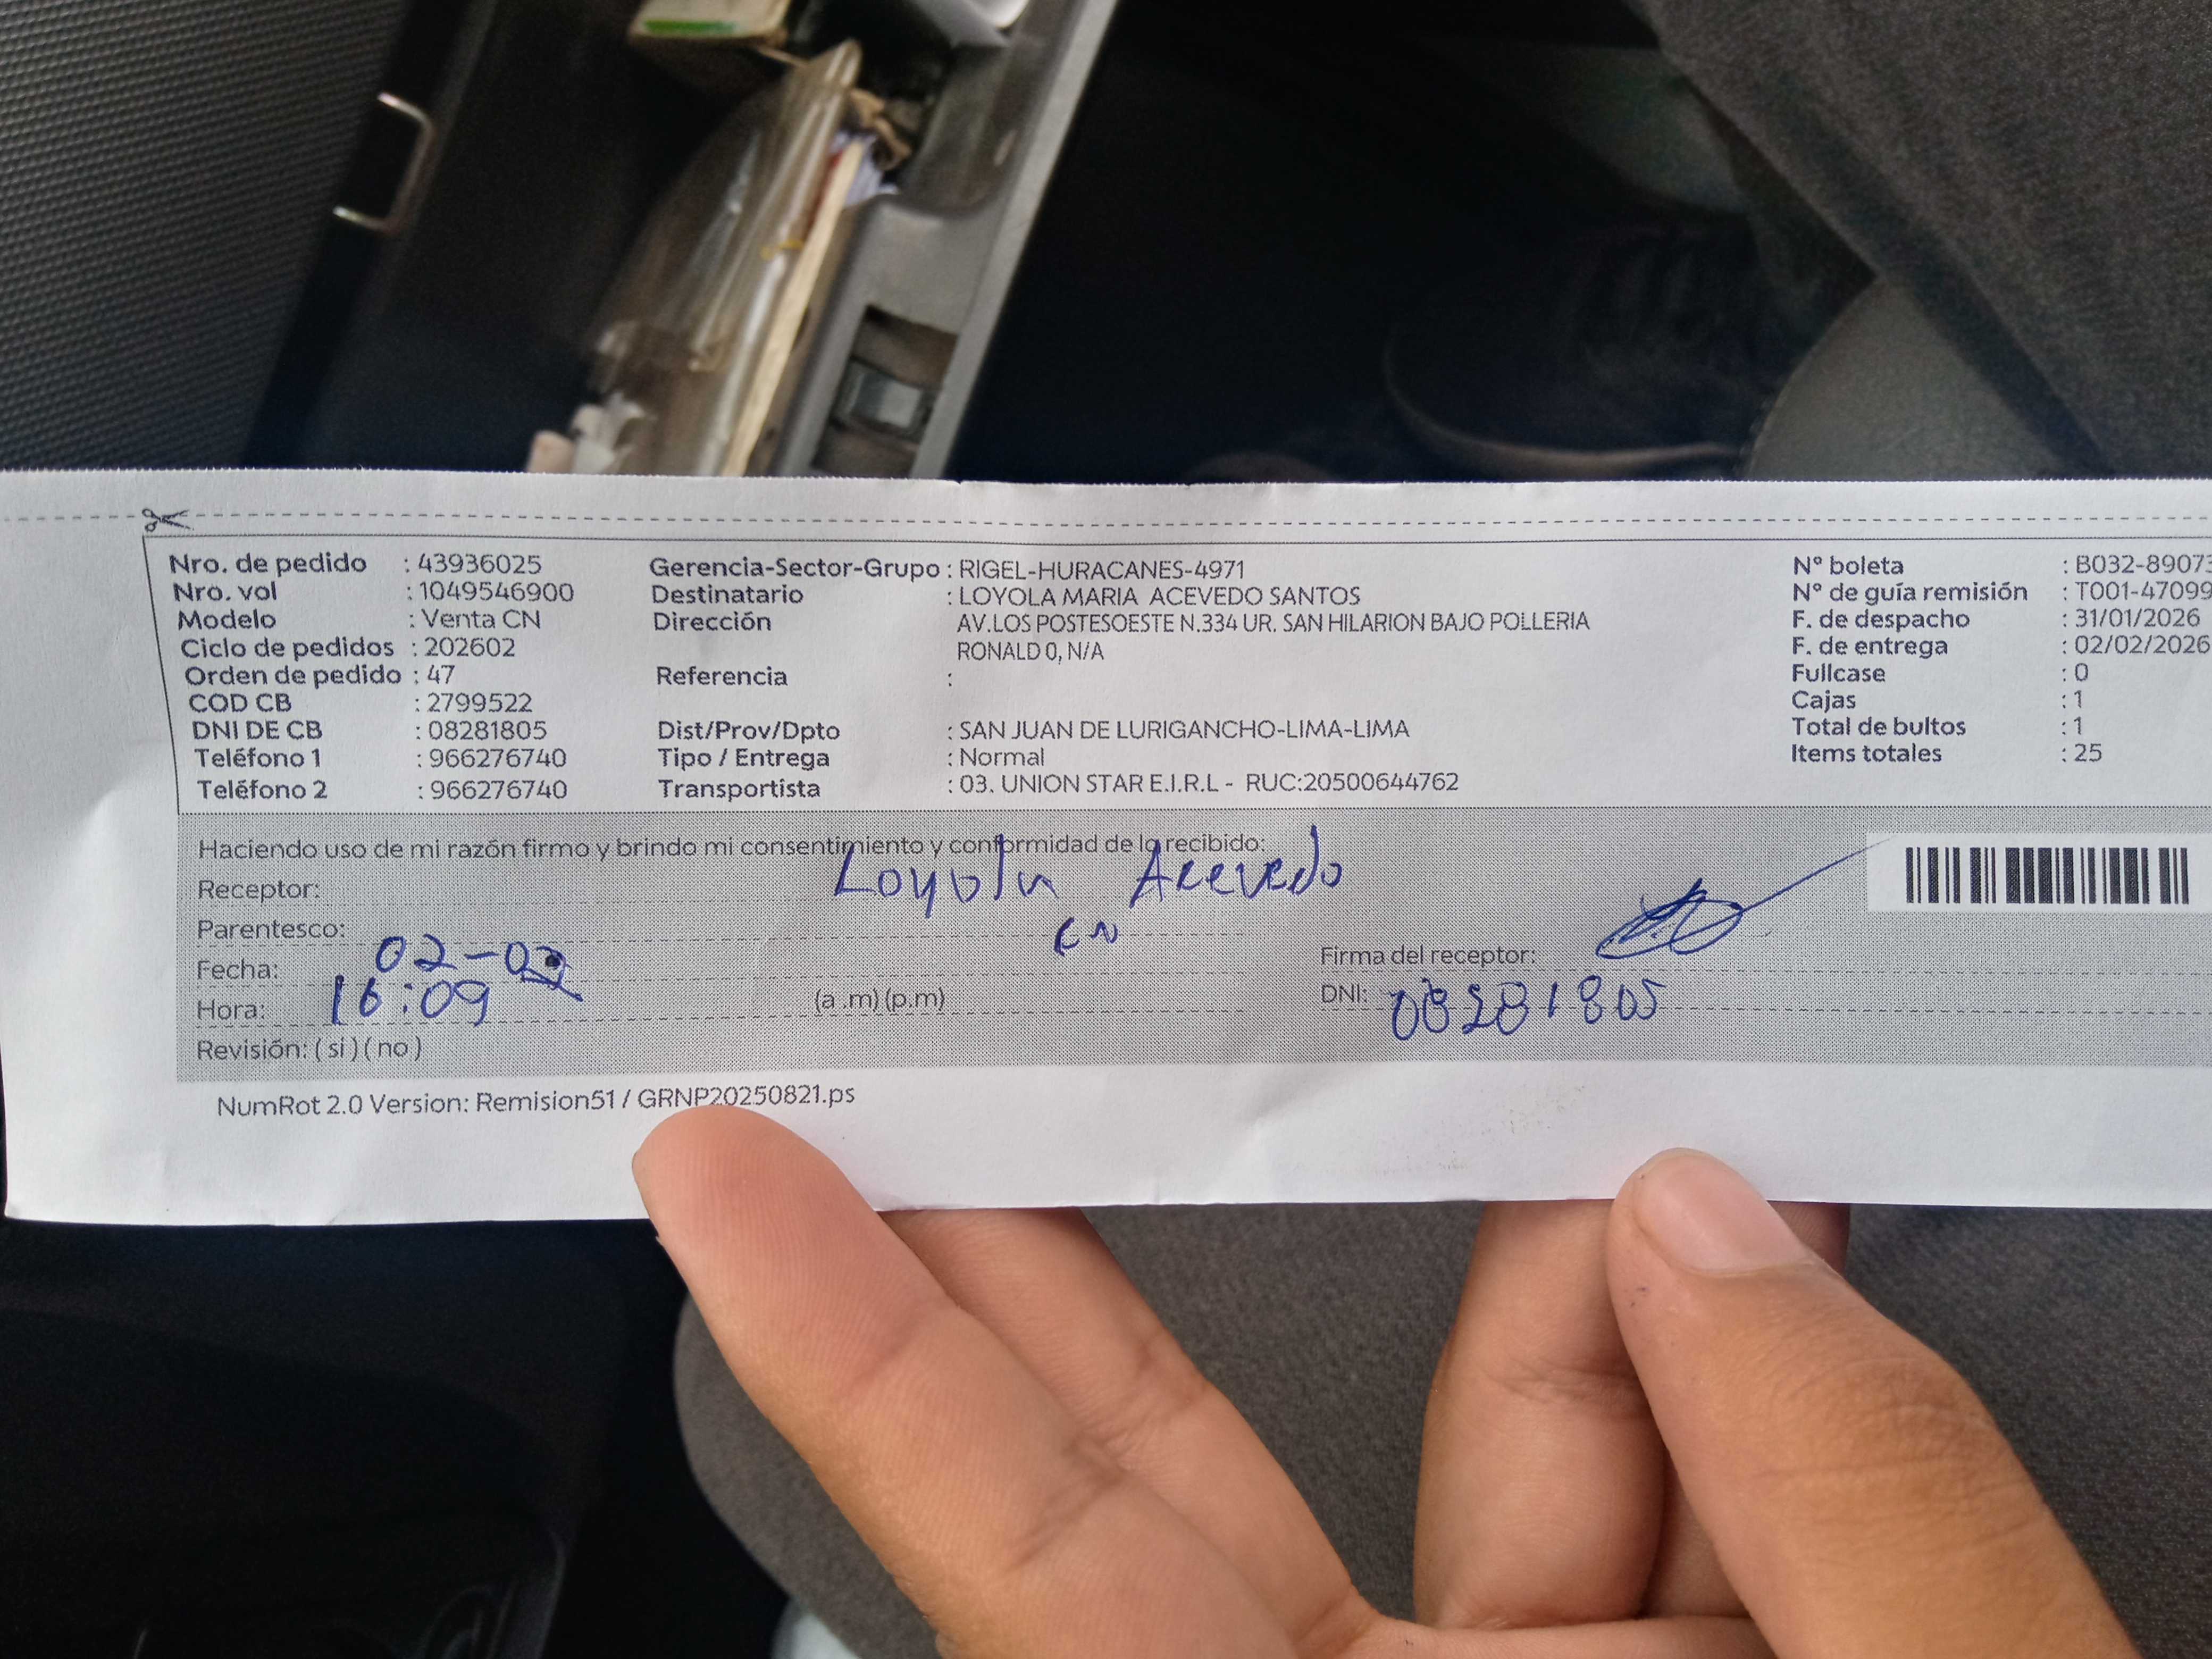 Nro. de pedido : 43936025
Nro. vol : 1049546900
Modelo : Venta CN
Ciclo de pedidos : 202602
Orden de pedido : 47
COD CB : 2799522
DNI DE CB : 08281805
Teléfono 1 : 966276740
Teléfono 2 : 966276740
Gerencia-Sector-Grupo : RIGEL-HURACANES-4971
Destinatario : LOYOLA MARIA ACEVEDO SANTOS
Dirección AV.LOS POSTESOESTE N.334 UR. SAN HILARION BAJO POLLERIA
RONALD 0, N/A
Referencia :
Dist/Prov/Dpto : SAN JUAN DE LURIGANCHO-LIMA-LIMA
Tipo / Entrega : Normal
Transportista : 03. UNION STAR E.I.R.L - RUC:20500644762
N° boleta : B032-89073
N° de guía remisión : T001-47099
F. de despacho : 31/01/2026
F. de entrega : 02/02/2026
Fullcase : 0
Cajas : 1
Total de bultos : 1
Items totales : 25
Haciendo uso de mi razón firmo y brindo mi consentimiento y conformidad de lo recibido:
Receptor: Loyola Acevedo
Parentesco: CN
Fecha: 02-02
Hora: 16:09 (a .m) (p.m)
Revisión: ( si ) ( no )
Firma del receptor:
DNI: 08281805
NumRot 2.0 Version: Remision51 / GRNP20250821.ps